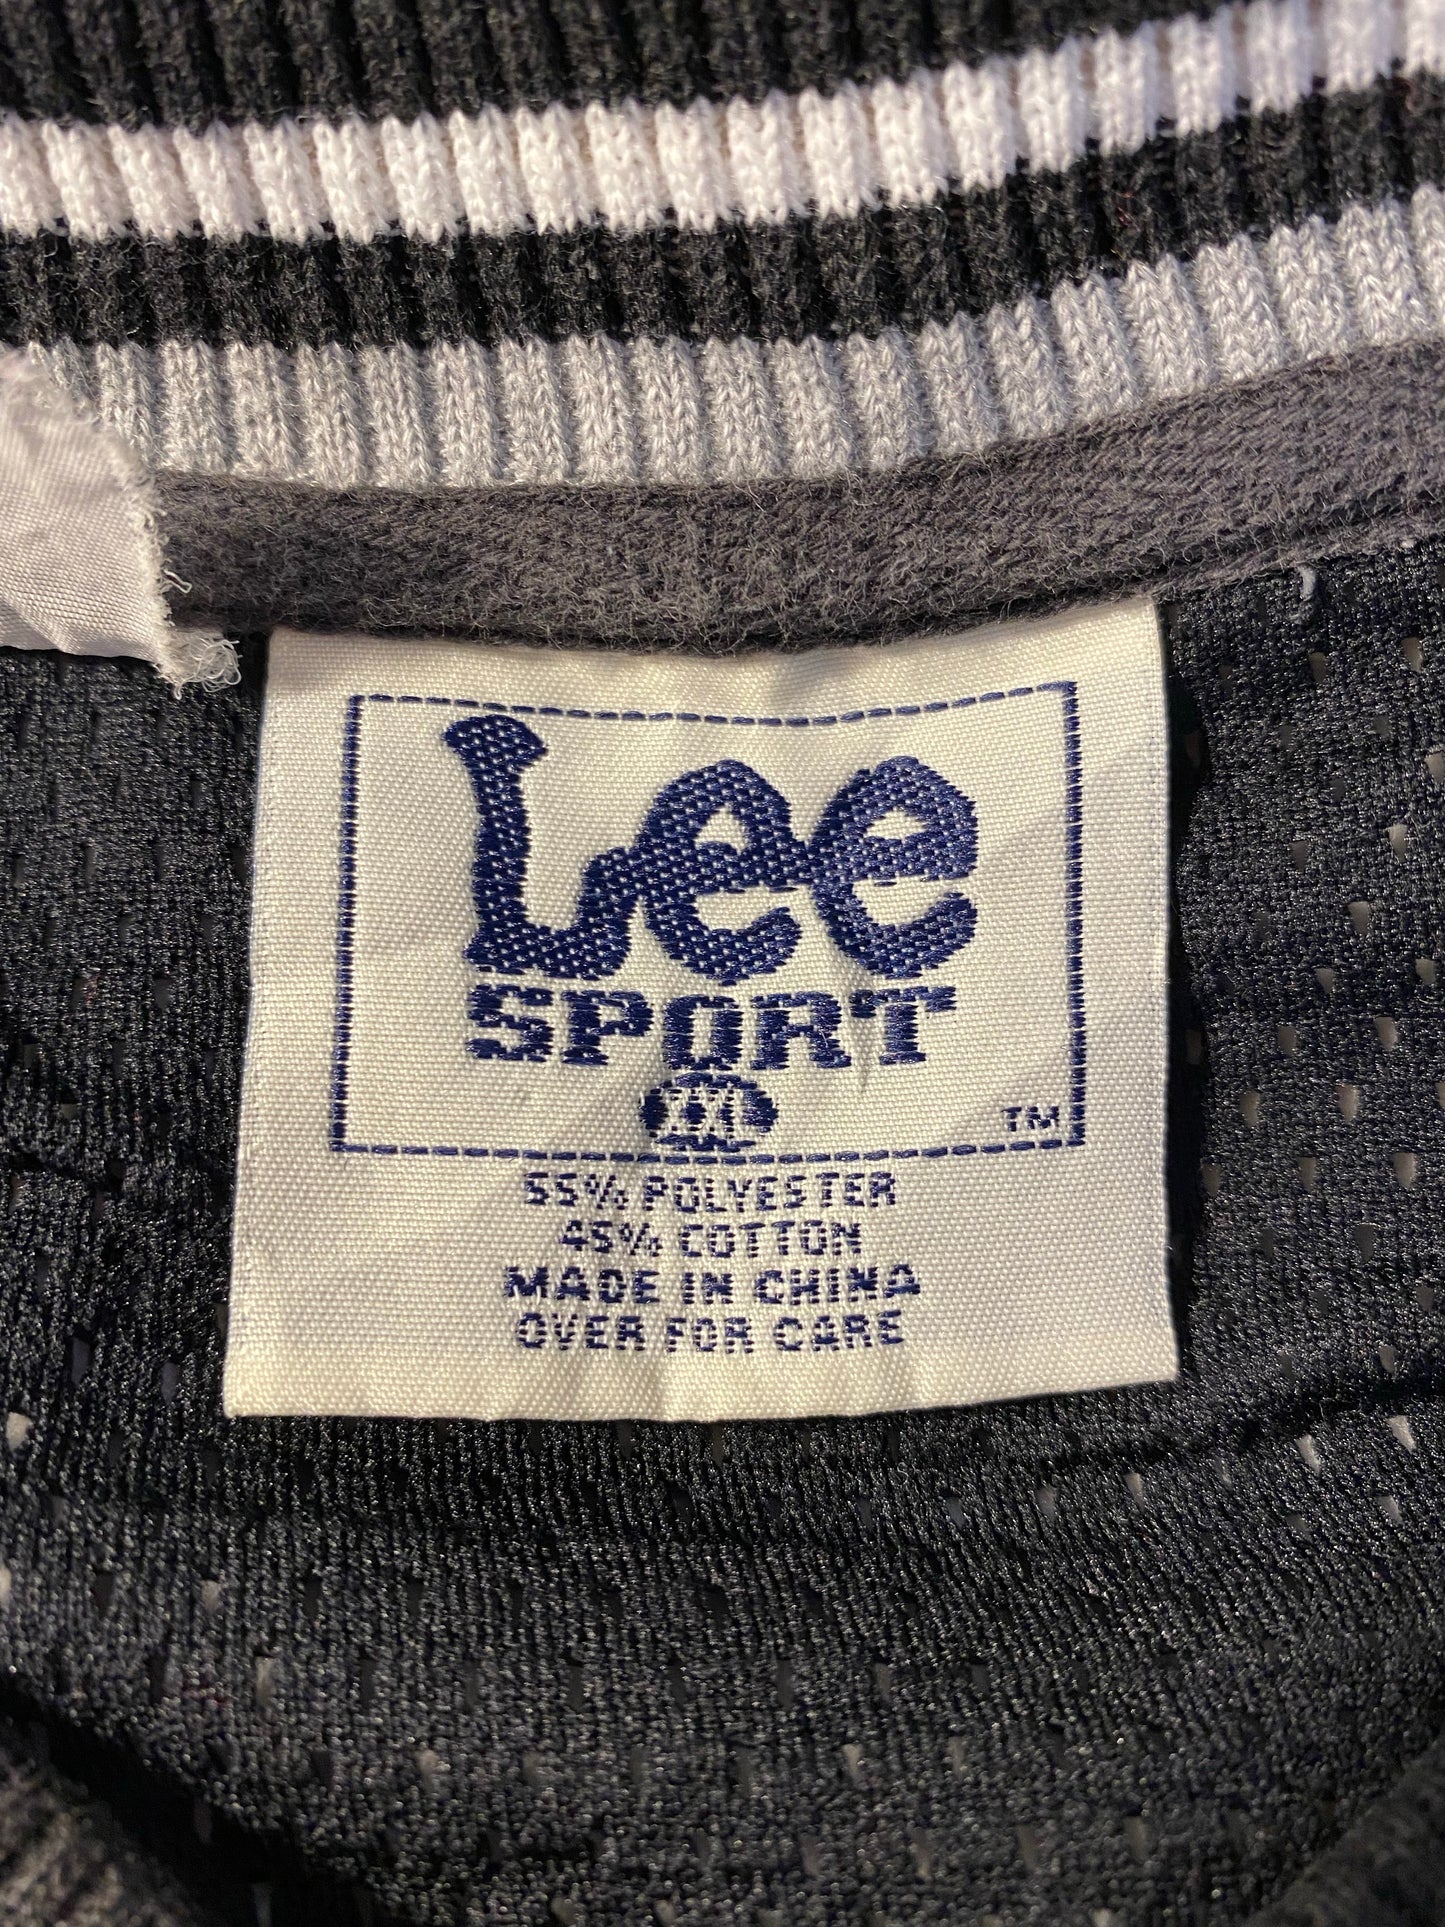 Lee
SPORT
XXL
TM
55% POLYESTER
45% COTTON
MADE IN CHINA
OVER FOR CARE